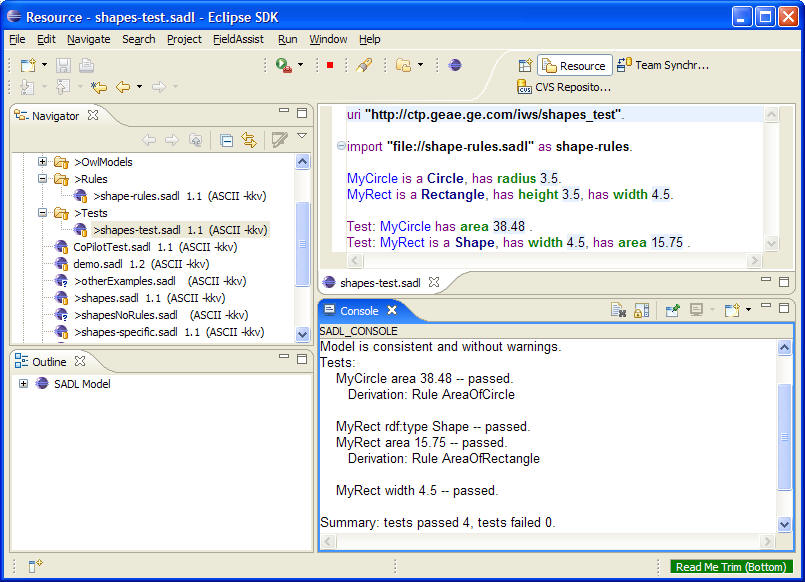 Resource - shapes-test.sadl - Eclipse SDK
File Edit Navigate Search Project FieldAssist Run Window Help
Resource Team Synchr...
CVS Reposito...
Navigator
>OwlModels
>Rules
>shape-rules.sadl 1.1 (ASCII -kkv)
>Tests
>shapes-test.sadl 1.1 (ASCII -kkv)
CoPilotTest.sadl 1.1 (ASCII -kkv)
demo.sadl 1.2 (ASCII -kkv)
>otherExamples.sadl (ASCII -kkv)
>shapes.sadl 1.1 (ASCII -kkv)
>shapesNoRules.sadl (ASCII -kkv)
>shapes-specific.sadl 1.1 (ASCII -kkv)
Outline
SADL Model
uri "http://ctp.geae.ge.com/iws/shapes_test".
import "file://shape-rules.sadl" as shape-rules.
MyCircle is a Circle, has radius 3.5.
MyRect is a Rectangle, has height 3.5, has width 4.5.
Test: MyCircle has area 38.48 .
Test: MyRect is a Shape, has width 4.5, has area 15.75 .
shapes-test.sadl
Console
SADL_CONSOLE
Model is consistent and without warnings.
Tests:
MyCircle area 38.48 -- passed.
Derivation: Rule AreaOfCircle
MyRect rdf:type Shape -- passed.
MyRect area 15.75 -- passed.
Derivation: Rule AreaOfRectangle
MyRect width 4.5 -- passed.
Summary: tests passed 4, tests failed 0.
Read Me Trim (Bottom)